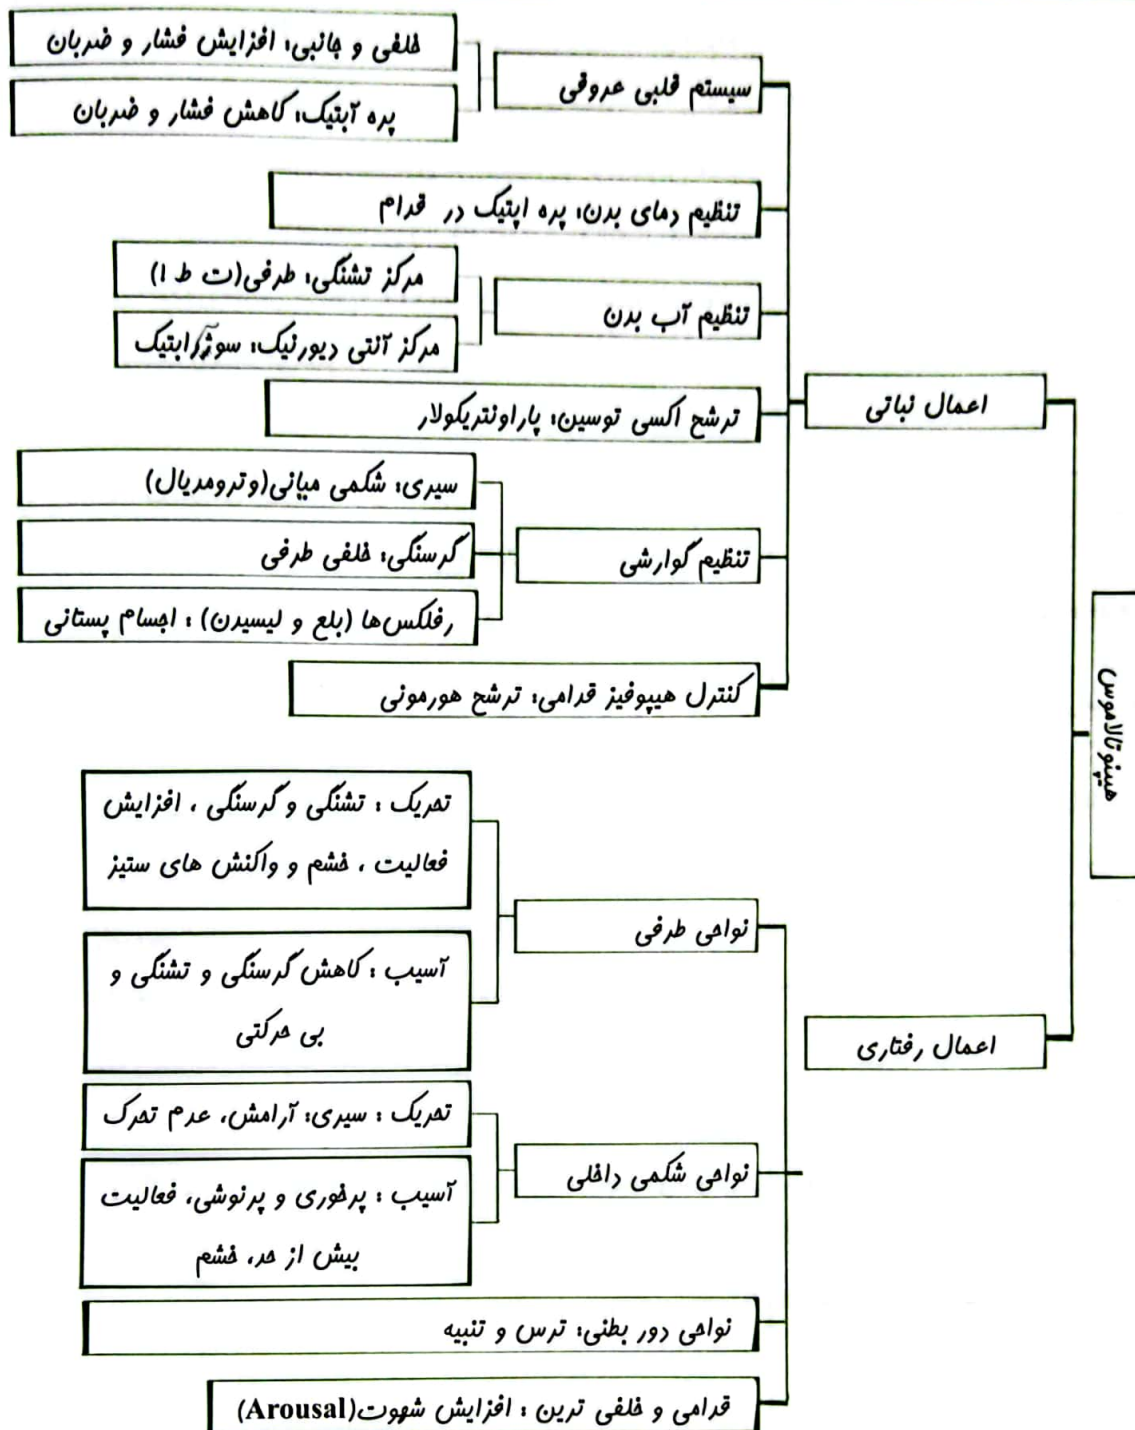 هیپوتالاموس
اعمال نباتی
سیستم قلبی عروقی
خلفی و جانبی: افزایش فشار و ضربان
پره آبتیک: کاهش فشار و ضربان
تنظیم دمای بدن: پره اپتیک در قدام
تنظیم آب بدن
مرکز تشنگی: طرفی(ت ط ا)
مرکز آنتی دیورتیک: سوپرااپتیک
ترشح اکسی توسین: پاراونتریکولار
تنظیم گوارشی
سیری: شکمی میانی(وترومدیال)
گرسنگی: خلفی طرفی
رفلکس‌ها (بلع و لیسیدن) : اجسام پستانی
کنترل هیپوفیز قدامی: ترشح هورمونی
اعمال رفتاری
نواحی طرفی
تحریک : تشنگی و گرسنگی ، افزایش
فعالیت ، خشم و واکنش های ستیز
آسیب : کاهش گرسنگی و تشنگی و
بی حرکتی
نواحی شکمی داخلی
تحریک : سیری: آرامش، عدم تحرک
آسیب : پرخوری و پرنوشی، فعالیت
بیش از حد، خشم
نواحی دور بطنی: ترس و تنبیه
قدامی و خلفی ترین : افزایش شهوت(Arousal)